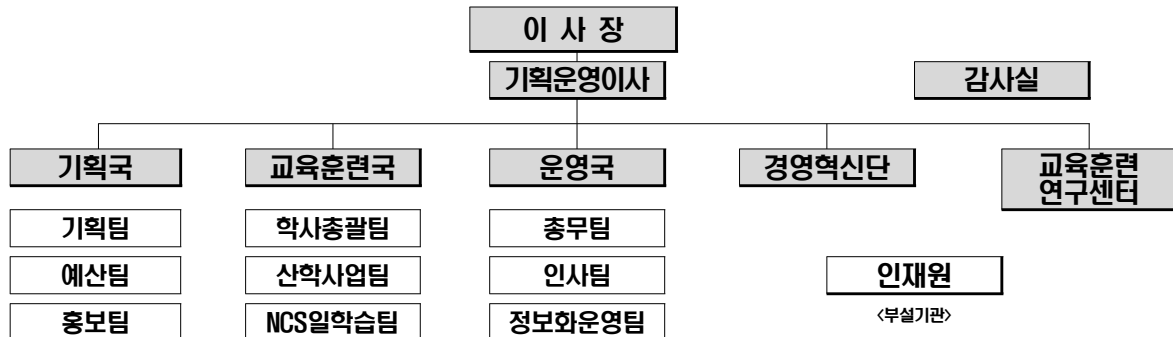 이 사 장
기획운영이사
감사실
기획국
교육훈련국
운영국
경영혁신단
교육훈련
연구센터
기획팀
학사총괄팀
총무팀
예산팀
산학사업팀
인사팀
인재원
홍보팀
NCS일학습팀
정보화운영팀
<부설기관>